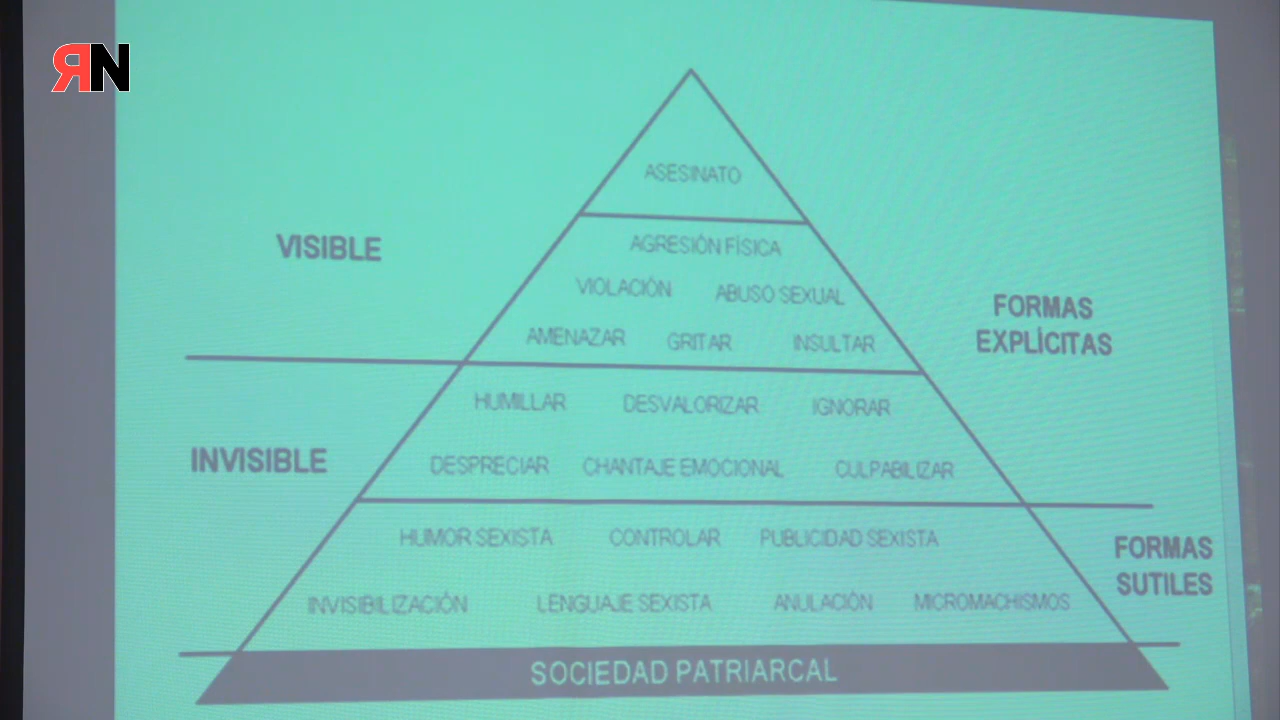 ЯN
ASESINATO
AGRESIÓN FÍSICA
VISIBLE
VIOLACIÓN ABUSO SEXUAL
FORMAS
EXPLÍCITAS
AMENAZAR GRITAR INSULTAR
HUMILLAR DESVALORIZAR IGNORAR
INVISIBLE
DESPRECIAR CHANTAJE EMOCIONAL CULPABILIZAR
HUMOR SEXISTA CONTROLAR PUBLICIDAD SEXISTA
FORMAS
SUTILES
INVISIBILIZACIÓN LENGUAJE SEXISTA ANULACIÓN MICROMACHISMOS
SOCIEDAD PATRIARCAL